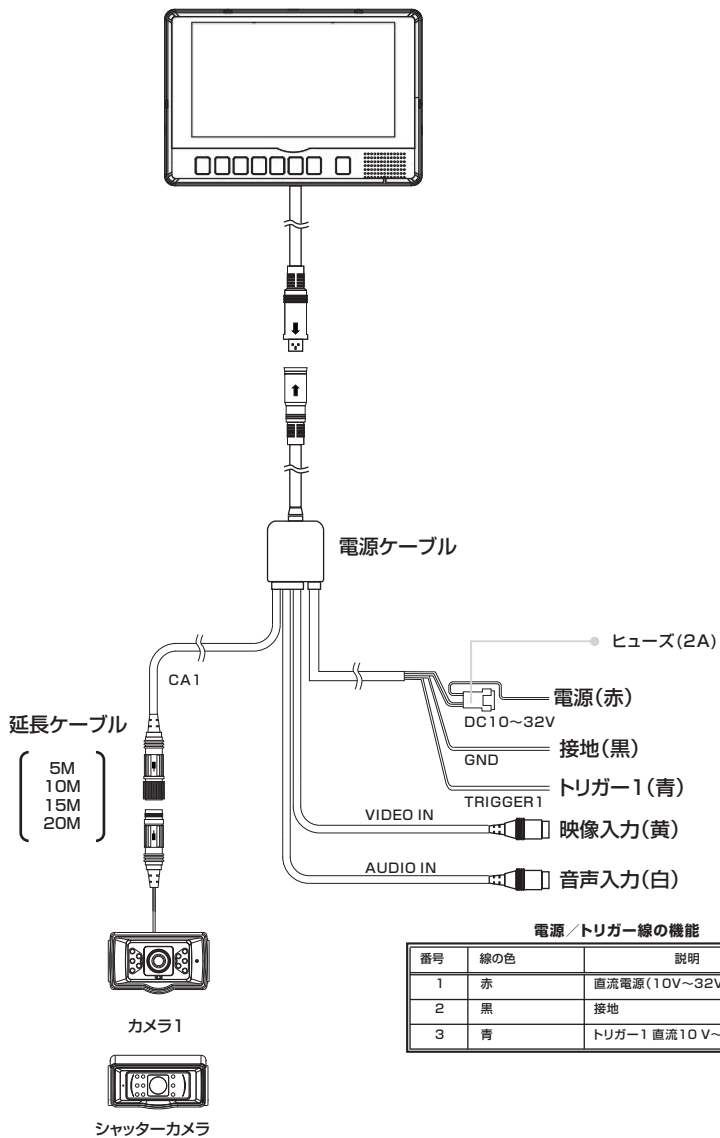 電源ケーブル
ヒューズ(2A)
CA1
電源(赤)
DC10〜32V
延長ケーブル
接地(黒)
GND
5M
10M
15M
20M
トリガー1(青)
TRIGGER1
VIDEO IN
映像入力(黄)
AUDIO IN
音声入力(白)
電源/トリガー線の機能
番号 線の色 説明
1 赤 直流電源(10V〜32V
2 黒 接地
3 青 トリガー1 直流10 V〜
カメラ1
シャッターカメラ